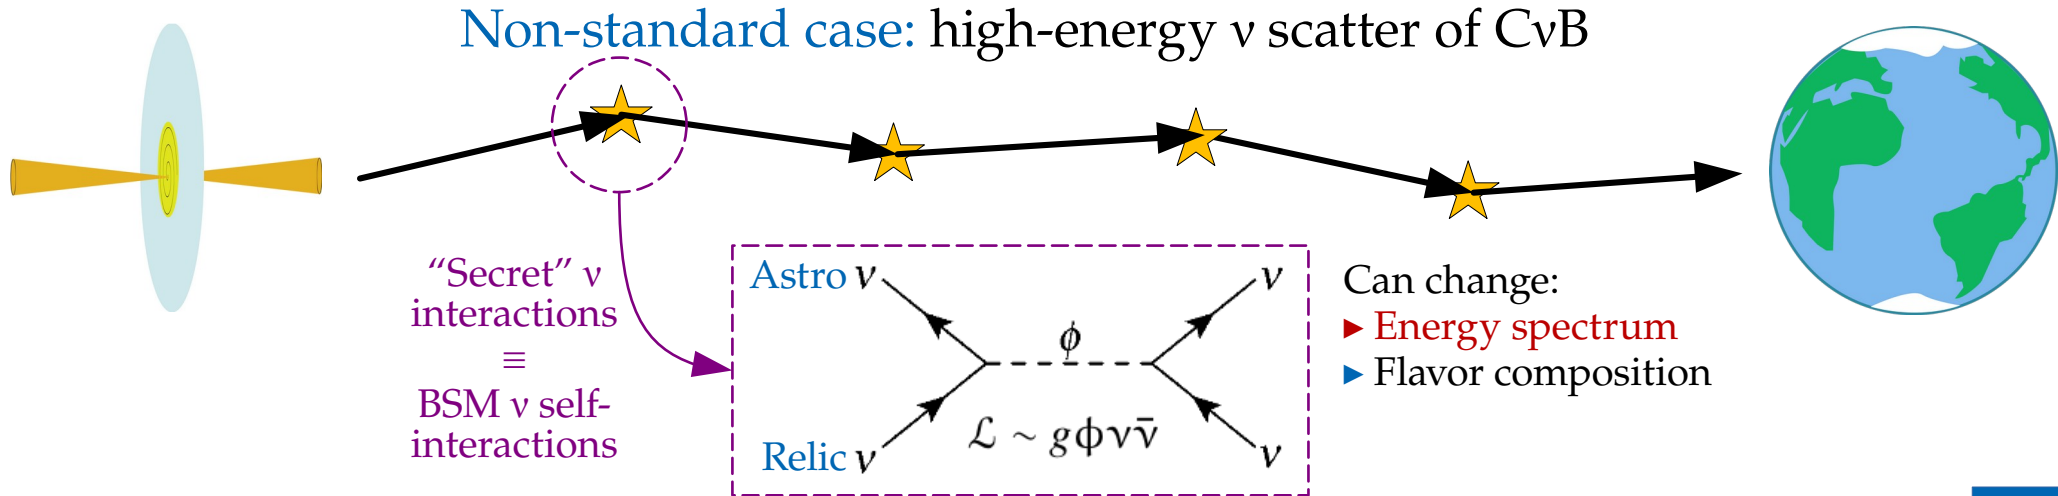 Non-standard case: high-energy ν scatter of CνB
“Secret” ν
interactions
≡
BSM ν self-
interactions
Astro ν
ν
ϕ
ℒ ~ gϕνν̄
Relic ν
ν
Can change:
▸ Energy spectrum
▸ Flavor composition